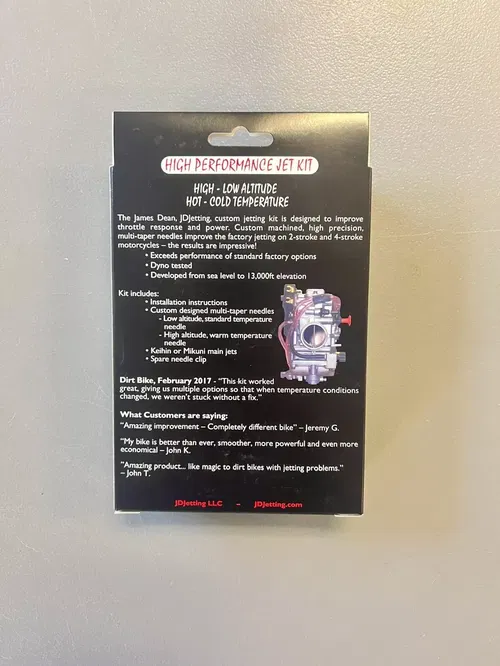 HIGH PERFORMANCE JET KIT
HIGH - LOW ALTITUDE
HOT - COLD TEMPERATURE
The James Dean, JDJetting, custom jetting kit is designed to improve
throttle response and power. Custom machined, high precision,
multi-taper needles improve the factory jetting on 2-stroke and 4-stroke
motorcycles – the results are impressive!
• Exceeds performance of standard factory options
• Dyno tested
• Developed from sea level to 13,000ft elevation
Kit includes:
• Installation instructions
• Custom designed multi-taper needles
- Low altitude, standard temperature
needle
- High altitude, warm temperature
needle
• Keihin or Mikuni main jets
• Spare needle clip
Dirt Bike, February 2017 - "This kit worked
great, giving us multiple options so that when temperature conditions
changed, we weren't stuck without a fix."
What Customers are saying:
"Amazing improvement – Completely different bike" – Jeremy G.
"My bike is better than ever, smoother, more powerful and even more
economical – John K.
"Amazing product... like magic to dirt bikes with jetting problems."
– John T.
JDJetting LLC – JDJetting.com